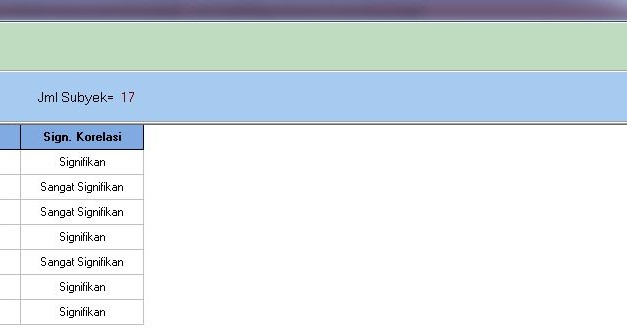 Jml Subyek= 17
Sign. Korelasi
Signifikan
Sangat Signifikan
Sangat Signifikan
Signifikan
Sangat Signifikan
Signifikan
Signifikan